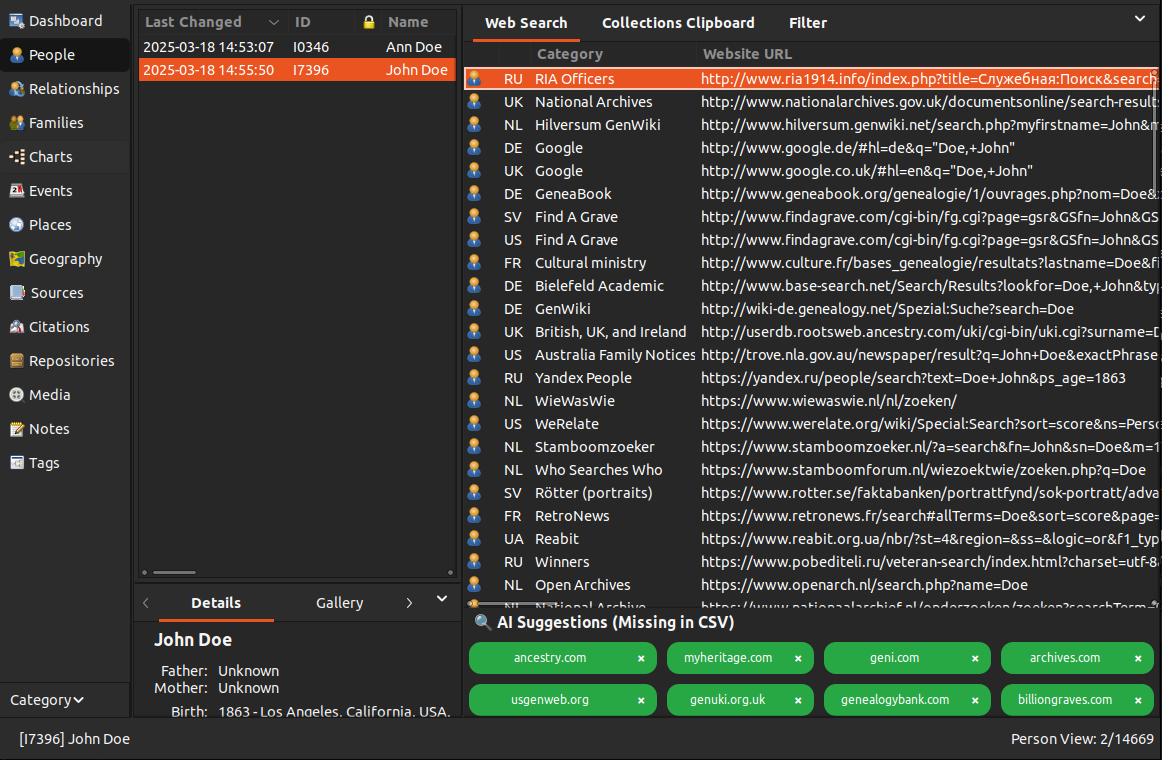 Dashboard
People
Relationships
Families
Charts
Events
Places
Geography
Sources
Citations
Repositories
Media
Notes
Tags
Category
Last Changed ID Name
2025-03-18 14:53:07 I0346 Ann Doe
2025-03-18 14:55:50 I7396 John Doe
Details Gallery
John Doe
Father: Unknown
Mother: Unknown
Birth: 1863 - Los Angeles, California, USA.
Web Search Collections Clipboard Filter
Category Website URL
RU RIA Officers http://www.ria1914.info/index.php?title=Служебная:Поиск&search
UK National Archives http://www.nationalarchives.gov.uk/documentsonline/search-results
NL Hilversum GenWiki http://www.hilversum.genwiki.net/search.php?myfirstname=John&m
DE Google http://www.google.de/#hl=de&q="Doe,+John"
UK Google http://www.google.co.uk/#hl=en&q="Doe,+John"
DE GeneaBook http://www.geneabook.org/genealogie/1/ouvrages.php?nom=Doe&
SV Find A Grave http://www.findagrave.com/cgi-bin/fg.cgi?page=gsr&GSfn=John&GS
US Find A Grave http://www.findagrave.com/cgi-bin/fg.cgi?page=gsr&GSfn=John&GS
FR Cultural ministry http://www.culture.fr/bases_genealogie/resultats?lastname=Doe&fi
DE Bielefeld Academic http://www.base-search.net/Search/Results?lookfor=Doe,+John&typ
DE GenWiki http://wiki-de.genealogy.net/Spezial:Suche?search=Doe
UK British, UK, and Ireland http://userdb.rootsweb.ancestry.com/uki/cgi-bin/uki.cgi?surname=D
US Australia Family Notices http://trove.nla.gov.au/newspaper/result?q=John+Doe&exactPhrase
RU Yandex People https://yandex.ru/people/search?text=Doe+John&ps_age=1863
NL WieWasWie https://www.wiewaswie.nl/nl/zoeken/
US WeRelate https://www.werelate.org/wiki/Special:Search?sort=score&ns=Perso
NL Stamboomzoeker https://www.stamboomzoeker.nl/?a=search&fn=John&sn=Doe&m=1
NL Who Searches Who https://www.stamboomforum.nl/wiezoektwie/zoeken.php?q=Doe
SV Rötter (portraits) https://www.rotter.se/faktabanken/portrattfynd/sok-portratt/adva
FR RetroNews https://www.retronews.fr/search#allTerms=Doe&sort=score&page=
UA Reabit https://www.reabit.org.ua/nbr/?st=4&region=&ss=&logic=or&f1_typ
RU Winners https://www.pobediteli.ru/veteran-search/index.html?charset=utf-8
NL Open Archives https://www.openarch.nl/search.php?name=Doe
NL National Archive https://www.nationaalarchief.nl/onderzoeken/zoeken?searchTerm=
AI Suggestions (Missing in CSV)
ancestry.com × myheritage.com × geni.com × archives.com ×
usgenweb.org × genuki.org.uk × genealogybank.com × billiongraves.com ×
[I7396] John Doe Person View: 2/14669